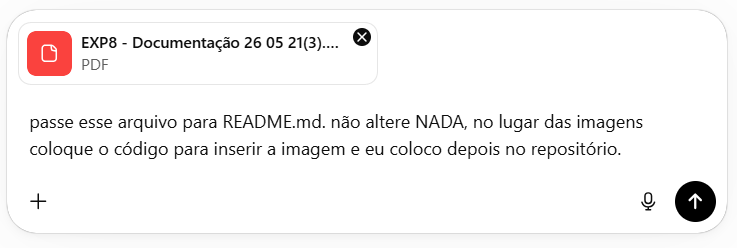 EXP8 - Documentação 26 05 21(3)....
PDF
passe esse arquivo para README.md. não altere NADA, no lugar das imagens
coloque o código para inserir a imagem e eu coloco depois no repositório.